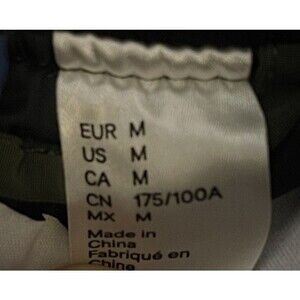 EUR M
US M
CA M
CN 175/100A
MX M
Made in
China
Fabriqué en
Chine